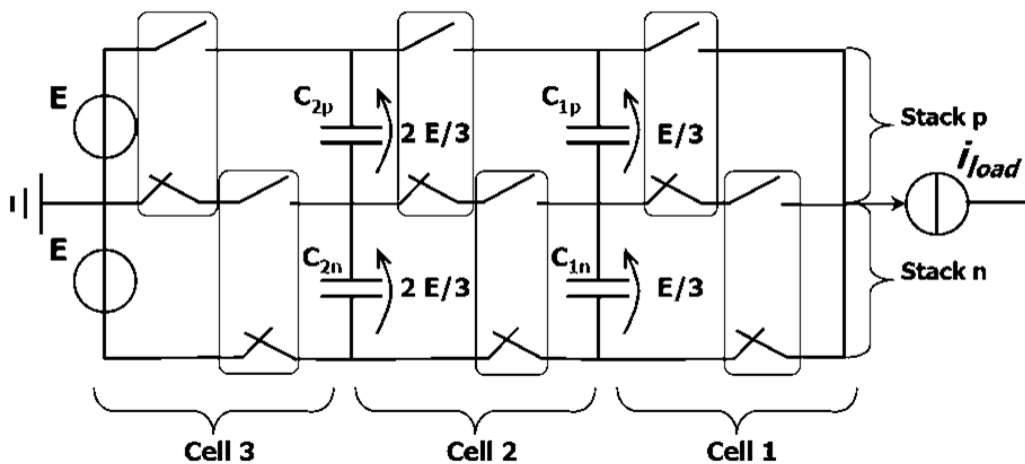 E
C2p
2 E/3
C1p
E/3
Stack p
iload
E
C2n
2 E/3
C1n
E/3
Stack n
Cell 3
Cell 2
Cell 1